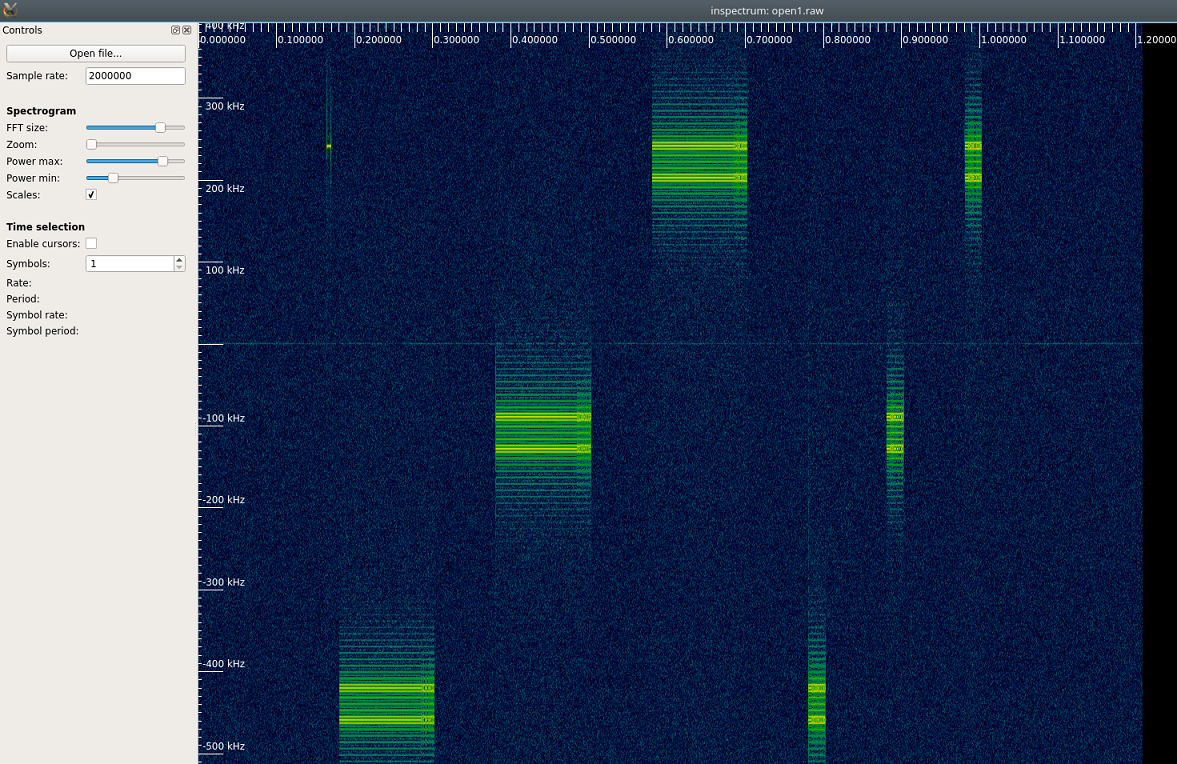 inspectrum: open1.raw
Controls
Open file...
Sample rate: 2000000
Spectrogram
FFT size:
Zoom:
Power max:
Power min:
Scales:
Time selection
Enable cursors:
Symbols: 1
Rate:
Period:
Symbol rate:
Symbol period:
400 kHz
0.000000 0.100000 0.200000 0.300000 0.400000 0.500000 0.600000 0.700000 0.800000 0.900000 1.000000 1.100000 1.20000
300 kHz
200 kHz
100 kHz
-100 kHz
-200 kHz
-300 kHz
-400 kHz
-500 kHz